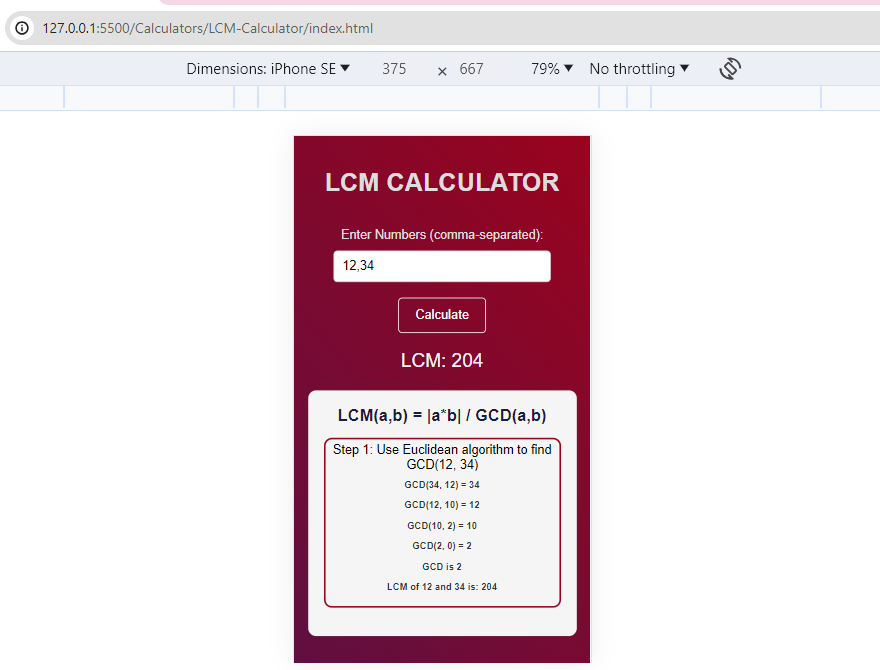 127.0.0.1:5500/Calculators/LCM-Calculator/index.html
Dimensions: iPhone SE 375 × 667 79% No throttling
LCM CALCULATOR
Enter Numbers (comma-separated):
12,34
Calculate
LCM: 204
LCM(a,b) = |a*b| / GCD(a,b)
Step 1: Use Euclidean algorithm to find
GCD(12, 34)
GCD(34, 12) = 34
GCD(12, 10) = 12
GCD(10, 2) = 10
GCD(2, 0) = 2
GCD is 2
LCM of 12 and 34 is: 204